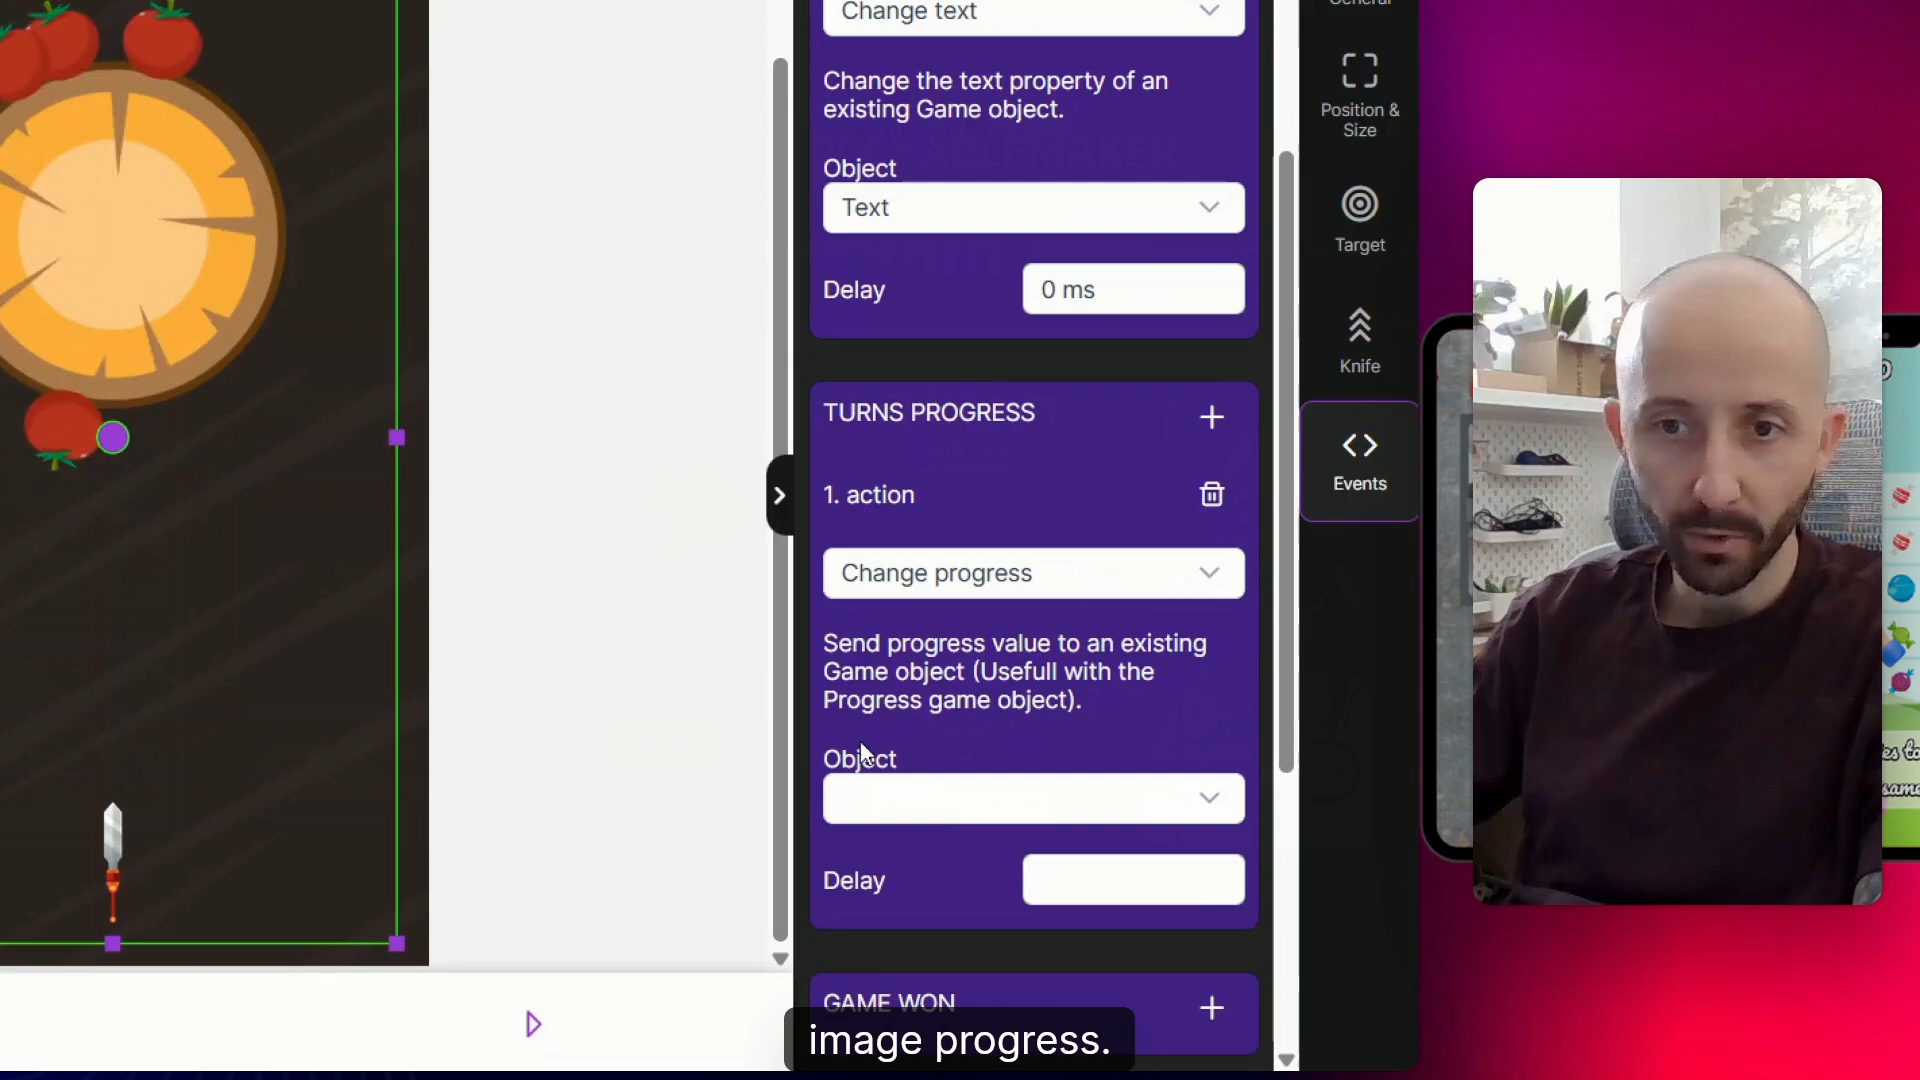 General
Change text
Change the text property of an
existing Game object.
Position &
Size
Object
Text
Target
Delay
0 ms
Knife
TURNS PROGRESS
1. action
Events
Change progress
Send progress value to an existing
Game object (Usefull with the
Progress game object).
Object
Delay
GAME WON
image progress.